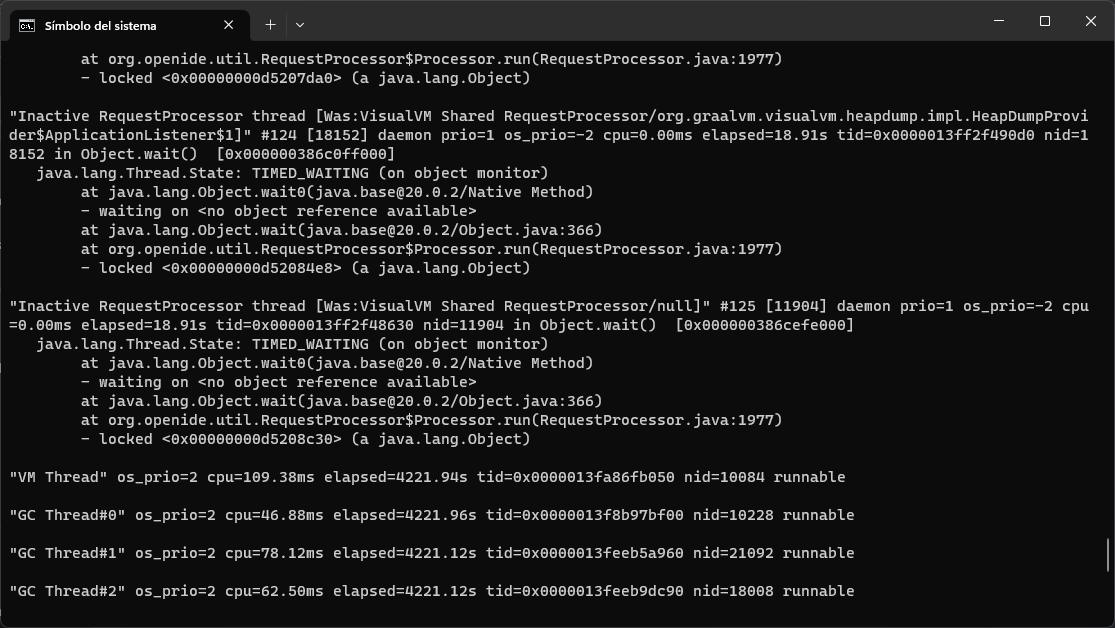 Símbolo del sistema
at org.openide.util.RequestProcessor$Processor.run(RequestProcessor.java:1977)
- locked <0x00000000d5207da0> (a java.lang.Object)
"Inactive RequestProcessor thread [Was:VisualVM Shared RequestProcessor/org.graalvm.visualvm.heapdump.impl.HeapDumpProvi
der$ApplicationListener$1]" #124 [18152] daemon prio=1 os_prio=-2 cpu=0.00ms elapsed=18.91s tid=0x0000013ff2f490d0 nid=1
8152 in Object.wait()  [0x000000386c0ff000]
java.lang.Thread.State: TIMED_WAITING (on object monitor)
at java.lang.Object.wait0(java.base@20.0.2/Native Method)
- waiting on <no object reference available>
at java.lang.Object.wait(java.base@20.0.2/Object.java:366)
at org.openide.util.RequestProcessor$Processor.run(RequestProcessor.java:1977)
- locked <0x00000000d52084e8> (a java.lang.Object)
"Inactive RequestProcessor thread [Was:VisualVM Shared RequestProcessor/null]" #125 [11904] daemon prio=1 os_prio=-2 cpu
=0.00ms elapsed=18.91s tid=0x0000013ff2f48630 nid=11904 in Object.wait()  [0x000000386cefe000]
java.lang.Thread.State: TIMED_WAITING (on object monitor)
at java.lang.Object.wait0(java.base@20.0.2/Native Method)
- waiting on <no object reference available>
at java.lang.Object.wait(java.base@20.0.2/Object.java:366)
at org.openide.util.RequestProcessor$Processor.run(RequestProcessor.java:1977)
- locked <0x00000000d5208c30> (a java.lang.Object)
"VM Thread" os_prio=2 cpu=109.38ms elapsed=4221.94s tid=0x0000013fa86fb050 nid=10084 runnable
"GC Thread#0" os_prio=2 cpu=46.88ms elapsed=4221.96s tid=0x0000013f8b97bf00 nid=10228 runnable
"GC Thread#1" os_prio=2 cpu=78.12ms elapsed=4221.12s tid=0x0000013feeb5a960 nid=21092 runnable
"GC Thread#2" os_prio=2 cpu=62.50ms elapsed=4221.12s tid=0x0000013feeb9dc90 nid=18008 runnable